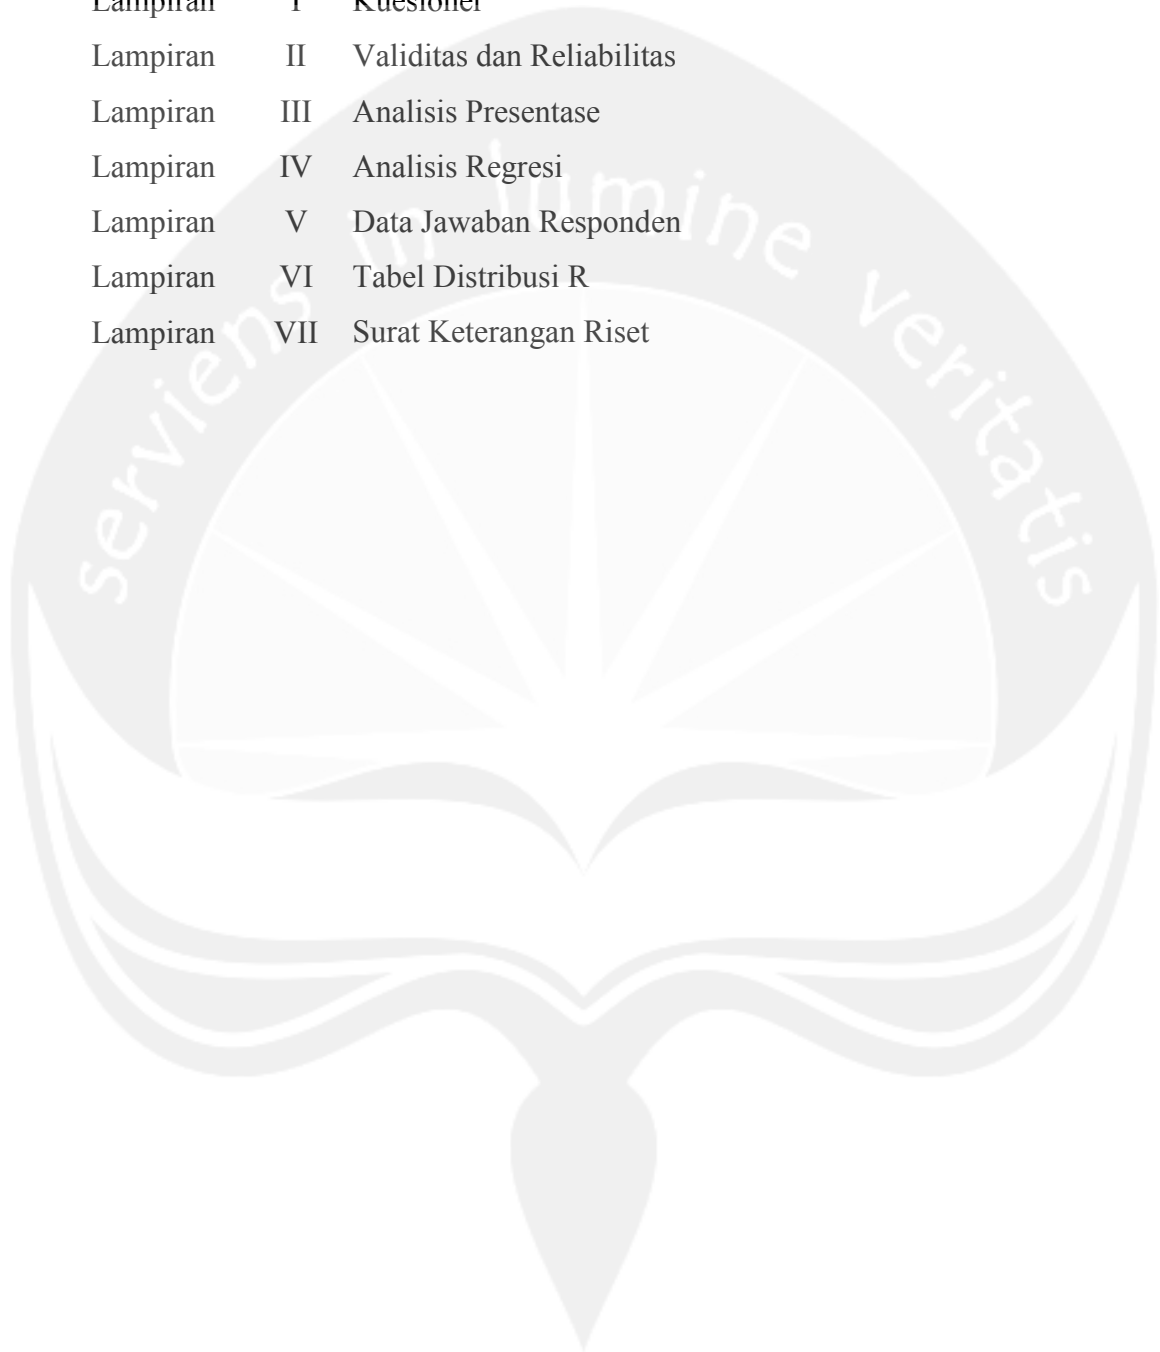 Lampiran I Kuesioner
Lampiran II Validitas dan Reliabilitas
Lampiran III Analisis Presentase
Lampiran IV Analisis Regresi
Lampiran V Data Jawaban Responden
Lampiran VI Tabel Distribusi R
Lampiran VII Surat Keterangan Riset
serviens in lumine veritatis